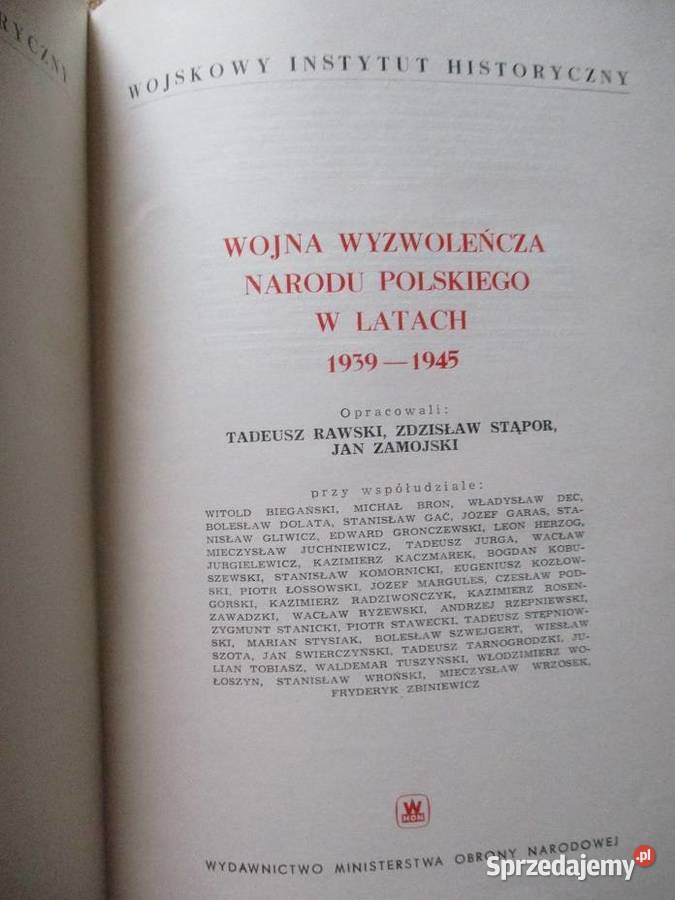 RYCZNY
WOJSKOWY INSTYTUT HISTORYCZNY
WOJNA WYZWOLEŃCZA
NARODU POLSKIEGO
W LATACH
1939—1945
Opracowali:
TADEUSZ RAWSKI, ZDZISŁAW STĄPOR,
JAN ZAMOJSKI
przy współudziale:
WITOLD BIEGAŃSKI, MICHAŁ BRON, WŁADYSŁAW DEC,
BOLESŁAW DOLATA, STANISŁAW GAĆ, JÓZEF GARAS, STA-
NISŁAW GLIWICZ, EDWARD GRONCZEWSKI, LEON HERZOG,
MIECZYSŁAW JUCHNIEWICZ, TADEUSZ JURGA, WACŁAW
JURGIELEWICZ, KAZIMIERZ KACZMAREK, BOGDAN KOBU-
SZEWSKI, STANISŁAW KOMORNICKI, EUGENIUSZ KOZŁOW-
SKI, PIOTR ŁOSSOWSKI, JÓZEF MARGULES, CZESŁAW POD-
GÓRSKI, KAZIMIERZ RADZIWOŃCZYK, KAZIMIERZ ROSEN-
ZAWADZKI, WACŁAW RYŻEWSKI, ANDRZEJ RZEPNIEWSKI,
ZYGMUNT STANICKI, PIOTR STAWECKI, TADEUSZ STĘPNIOW-
SKI, MARIAN STYSIAK, BOLESŁAW SZWEJGERT, WIESŁAW
SZOTA, JAN ŚWIERCZYŃSKI, TADEUSZ TARNOGRODZKI, JU-
LIAN TOBIASZ, WALDEMAR TUSZYŃSKI, WŁODZIMIERZ WO-
ŁOSZYN, STANISŁAW WROŃSKI, MIECZYSŁAW WRZOSEK,
FRYDERYK ZBINIEWICZ
W
MON
WYDAWNICTWO MINISTERSTWA OBRONY NARODOWEJ
Sprzedajemy.pl